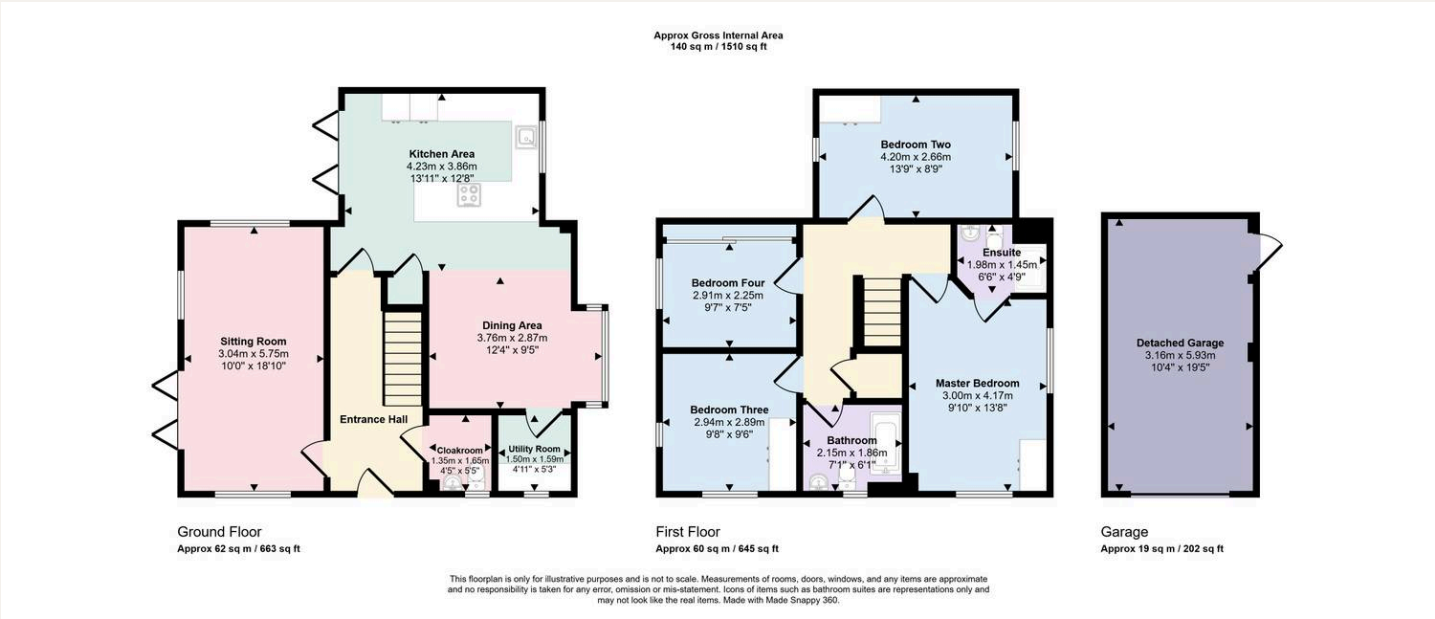 Approx Gross Internal Area
140 sq m / 1510 sq ft
Kitchen Area
4.23m x 3.86m
13'11" x 12'8"
Sitting Room
3.04m x 5.75m
10'0" x 18'10"
Dining Area
3.76m x 2.87m
12'4" x 9'5"
Entrance Hall
Cloakroom
1.35m x 1.65m
4'5" x 5'5"
Utility Room
1.50m x 1.59m
4'11" x 5'3"
Ground Floor
Approx 62 sq m / 663 sq ft
Bedroom Two
4.20m x 2.66m
13'9" x 8'9"
Ensuite
1.98m x 1.45m
6'6" x 4'9"
Bedroom Four
2.91m x 2.25m
9'7" x 7'5"
Master Bedroom
3.00m x 4.17m
9'10" x 13'8"
Bedroom Three
2.94m x 2.89m
9'8" x 9'6"
Bathroom
2.15m x 1.86m
7'1" x 6'1"
First Floor
Approx 60 sq m / 645 sq ft
Detached Garage
3.16m x 5.93m
10'4" x 19'5"
Garage
Approx 19 sq m / 202 sq ft
This floorplan is only for illustrative purposes and is not to scale. Measurements of rooms, doors, windows, and any items are approximate
and no responsibility is taken for any error, omission or mis-statement. Icons of items such as bathroom suites are representations only and
may not look like the real items. Made with Made Snappy 360.